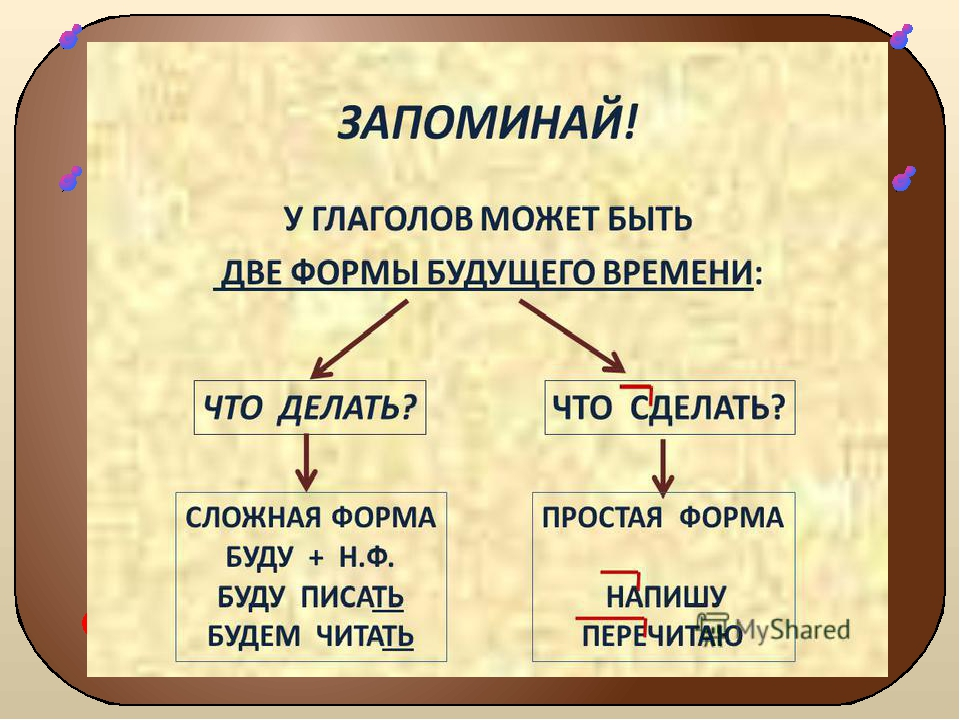 ЗАПОМИНАЙ!
У ГЛАГОЛОВ МОЖЕТ БЫТЬ
ДВЕ ФОРМЫ БУДУЩЕГО ВРЕМЕНИ:
ЧТО ДЕЛАТЬ?
ЧТО СДЕЛАТЬ?
СЛОЖНАЯ ФОРМА
БУДУ + Н.Ф.
БУДУ ПИСАТЬ
БУДЕМ ЧИТАТЬ
ПРОСТАЯ ФОРМА
НАПИШУ
ПЕРЕЧИТАЮ
MyShared